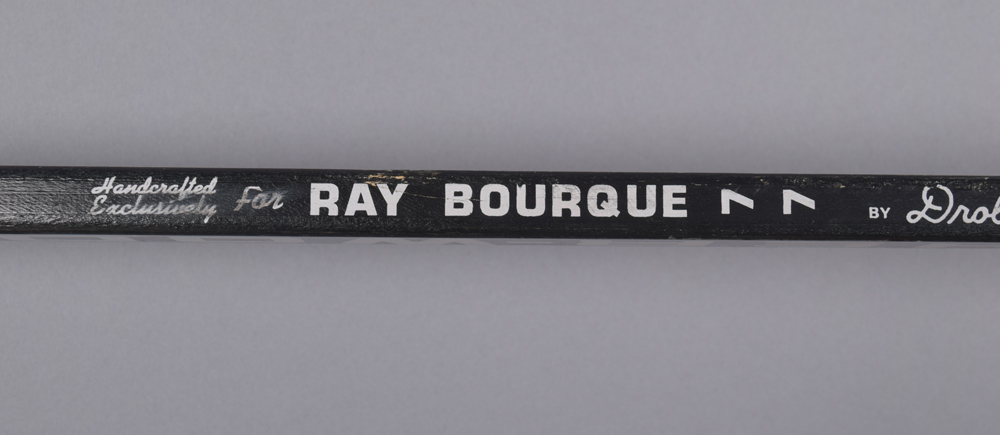 Handcrafted
Exclusively For RAY BOURQUE 7 7 BY